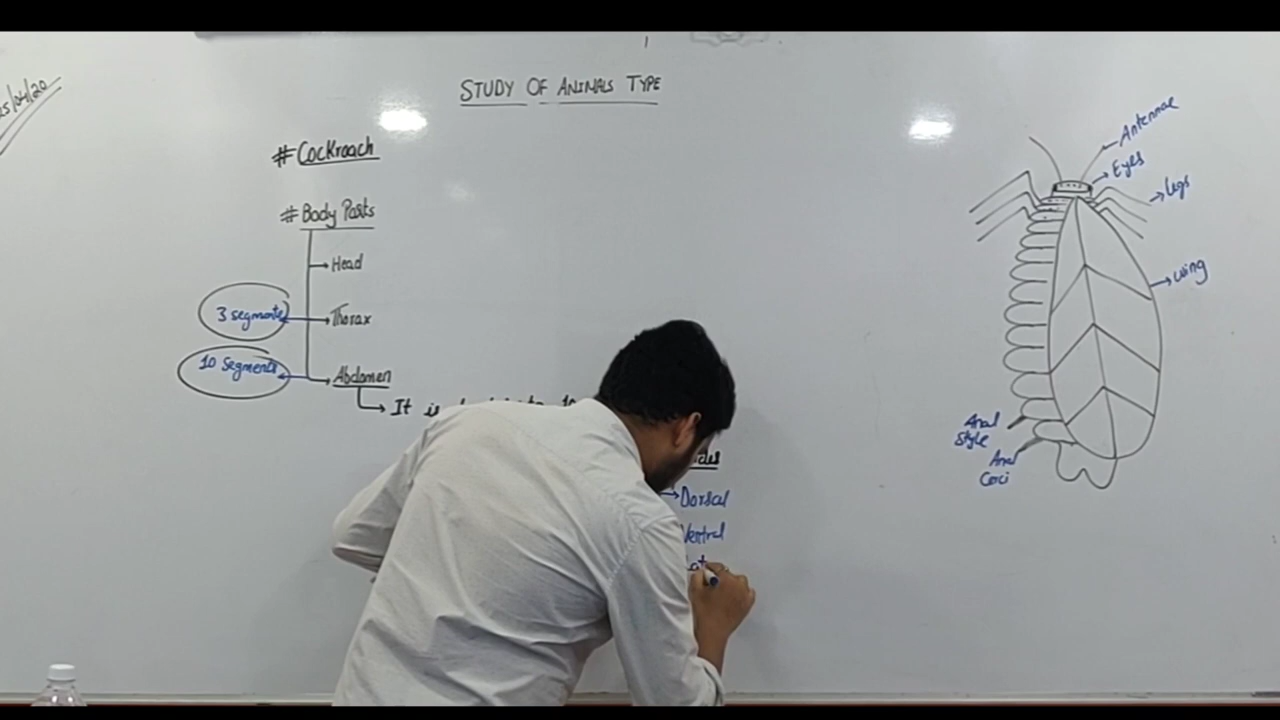 STUDY OF ANIMALS TYPE
# Cockroach
# Body Parts
Head
3 segments
Thorax
10 Segments
Abdomen
It
Dorsal
Ventral
Antennae
Eyes
Legs
wing
Anal
Style
Anal
Cerci